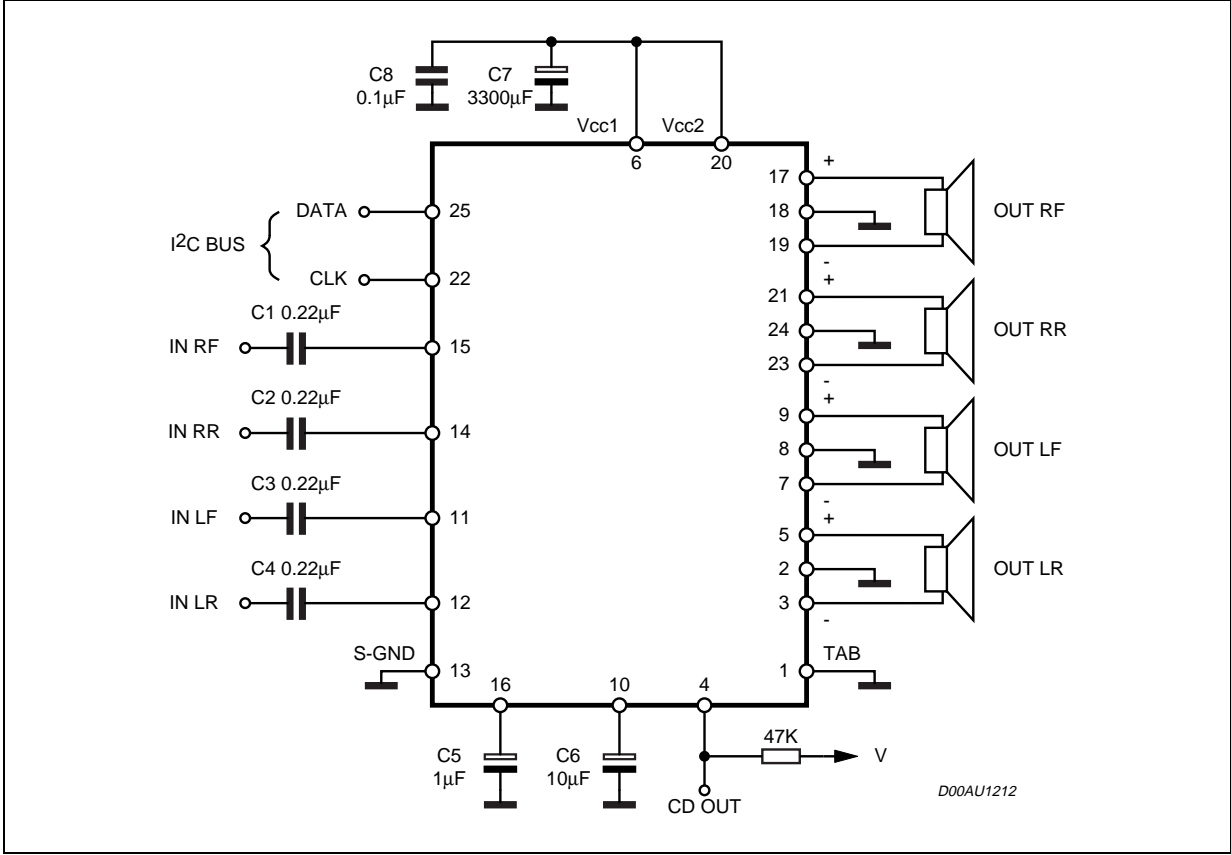 C8
0.1µF
C7
3300µF
Vcc1
Vcc2
6
20
I2C BUS
DATA
25
CLK
22
C1 0.22µF
IN RF
15
C2 0.22µF
IN RR
14
C3 0.22µF
IN LF
11
C4 0.22µF
IN LR
12
S-GND
13
17
+
18
19
-
OUT RF
21
+
24
23
-
OUT RR
9
+
8
7
-
OUT LF
5
+
2
3
-
OUT LR
1
TAB
16
10
4
C5
1µF
C6
10µF
47K
V
CD OUT
D00AU1212